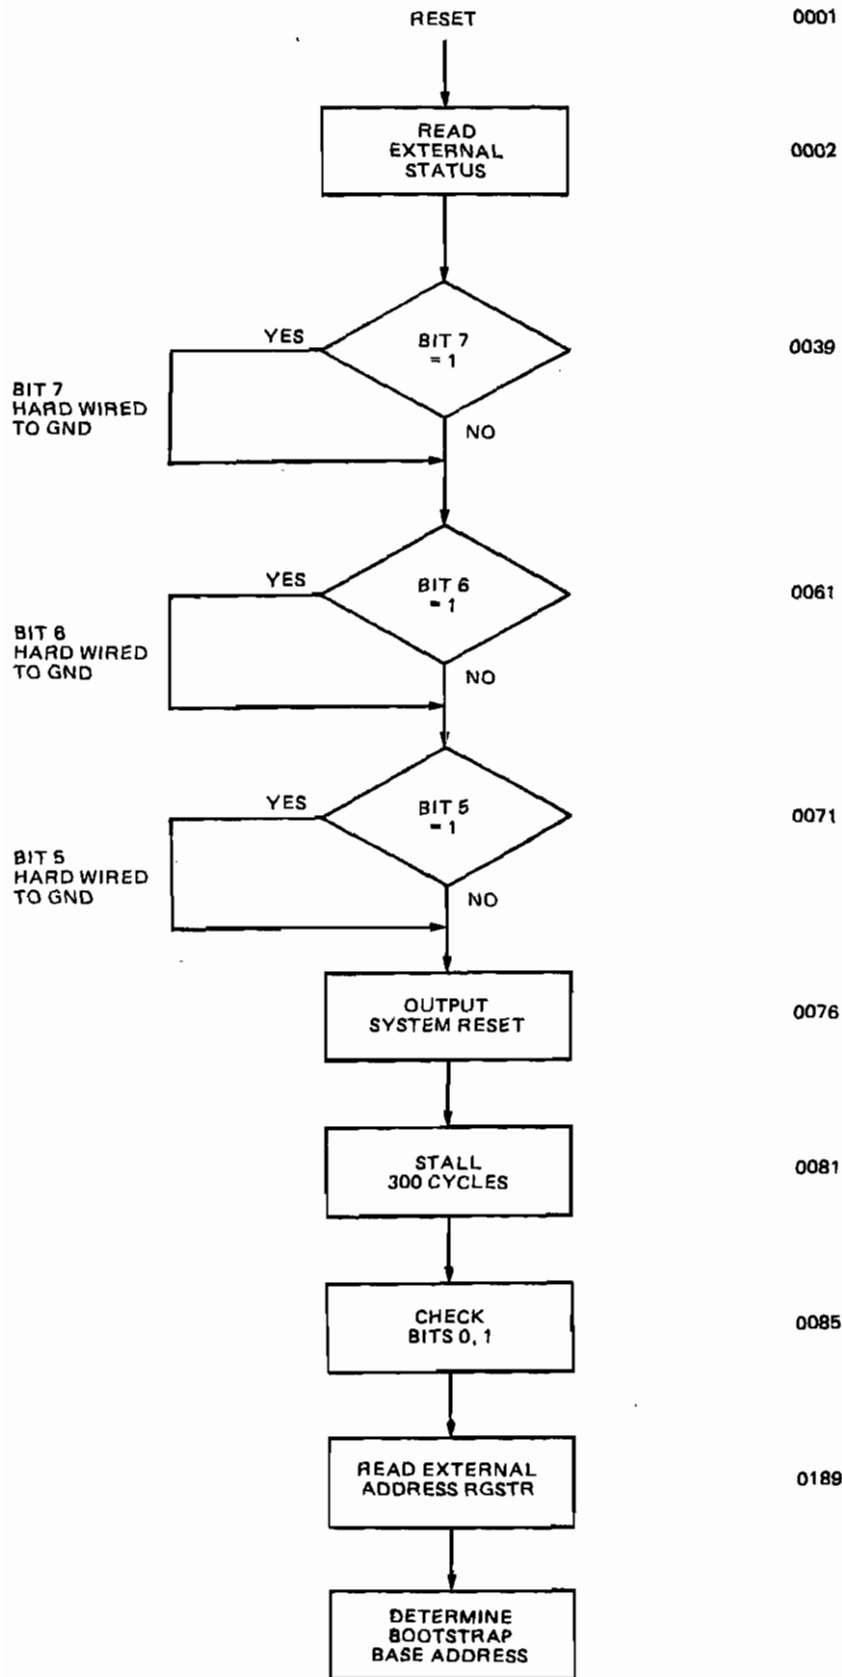 RESET
0001
READ
EXTERNAL
STATUS
0002
YES
BIT 7
= 1
0039
BIT 7
HARD WIRED
TO GND
NO
YES
BIT 6
= 1
0061
BIT 6
HARD WIRED
TO GND
NO
YES
BIT 5
= 1
0071
BIT 5
HARD WIRED
TO GND
NO
OUTPUT
SYSTEM RESET
0076
STALL
300 CYCLES
0081
CHECK
BITS 0, 1
0085
READ EXTERNAL
ADDRESS RGSTR
0189
DETERMINE
BOOTSTRAP
BASE ADDRESS